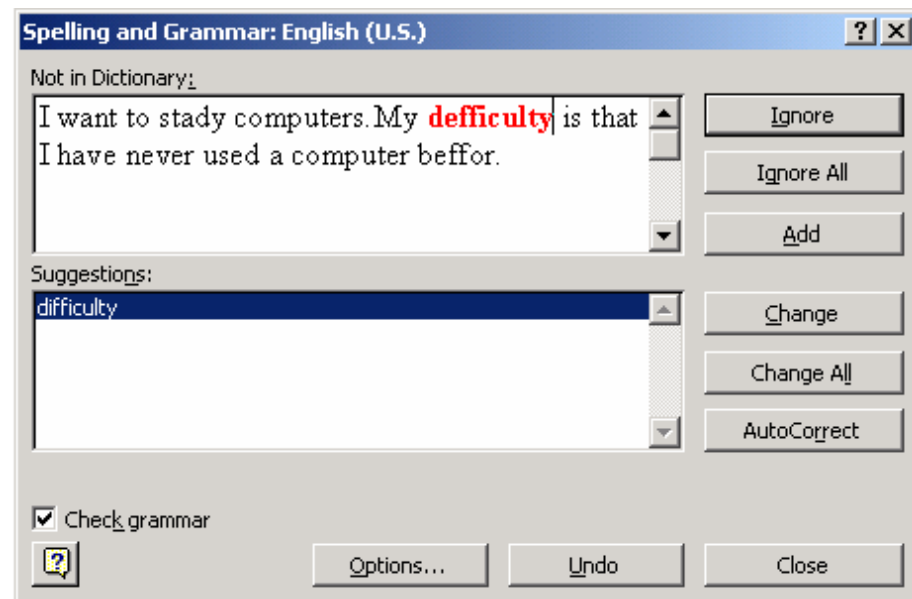 Spelling and Grammar: English (U.S.)
Not in Dictionary:
I want to stady computers.My defficulty is that
I have never used a computer beffor.
Ignore
Ignore All
Add
Suggestions:
difficulty
Change
Change All
AutoCorrect
Check grammar
Options...
Undo
Close